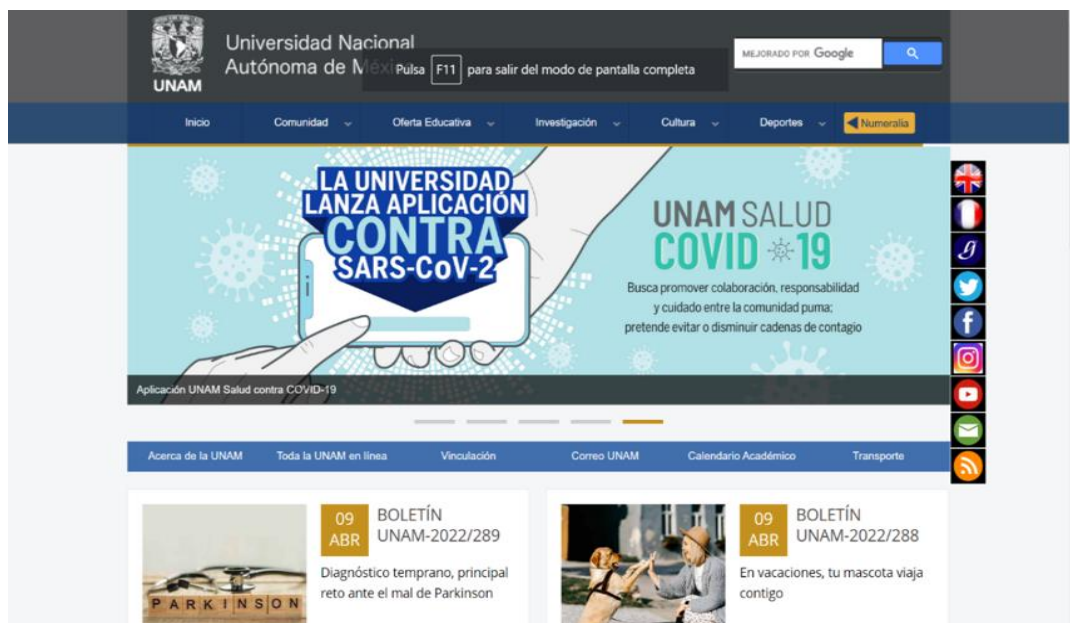 UNAM
Universidad Nacional
Autónoma de México
Pulsa F11 para salir del modo de pantalla completa
MEJORADO POR Google
Inicio
Comunidad
Oferta Educativa
Investigación
Cultura
Deportes
Numeralia
LA UNIVERSIDAD
LANZA APLICACIÓN
CONTRA
SARS-CoV-2
UNAM SALUD
COVID 19
Busca promover colaboración, responsabilidad
y cuidado entre la comunidad puma;
pretende evitar o disminuir cadenas de contagio
Aplicación UNAM Salud contra COVID-19
Acerca de la UNAM
Toda la UNAM en línea
Vinculación
Correo UNAM
Calendario Académico
Transporte
PARKINSON
09
ABR
BOLETÍN
UNAM-2022/289
Diagnóstico temprano, principal
reto ante el mal de Parkinson
09
ABR
BOLETÍN
UNAM-2022/288
En vacaciones, tu mascota viaja
contigo